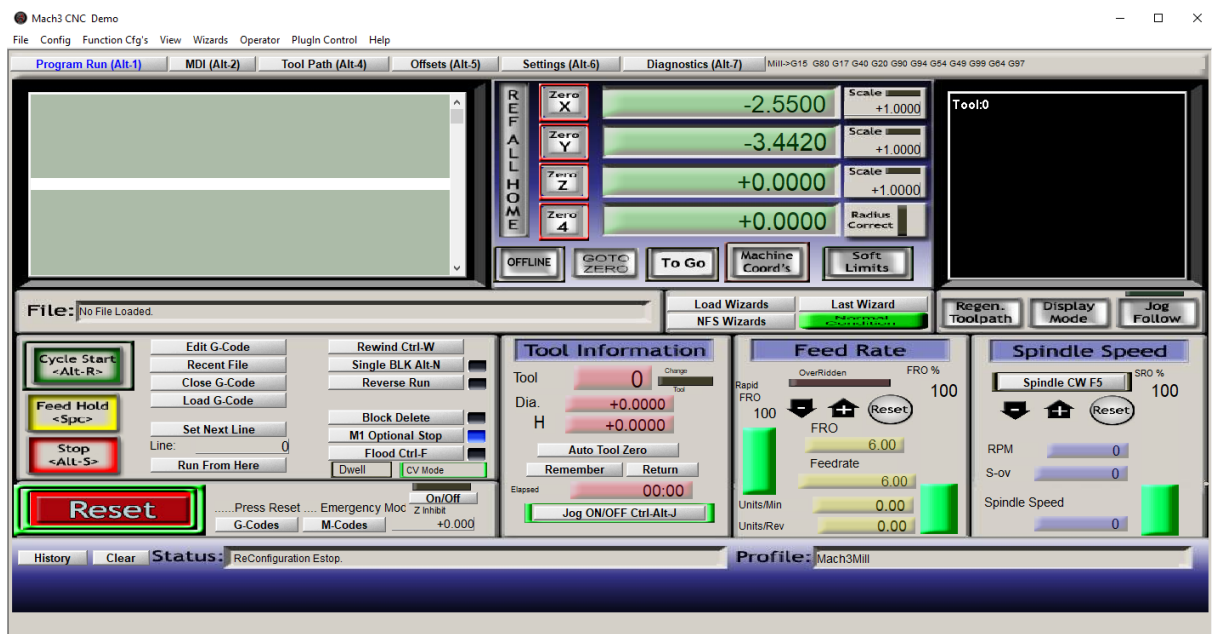 Mach3 CNC Demo
File Config Function Cfg's View Wizards Operator PlugIn Control Help
Program Run (Alt-1) MDI (Alt-2) Tool Path (Alt-4) Offsets (Alt-5) Settings (Alt-6) Diagnostics (Alt-7) Mill->G15 G80 G17 G40 G20 G90 G94 G54 G49 G99 G64 G97
REF ALL HOME
Zero X -2.5500 Scale +1.0000
Zero Y -3.4420 Scale +1.0000
Zero Z +0.0000 Scale +1.0000
Zero 4 +0.0000 Radius Correct
OFFLINE GOTO ZERO To Go Machine Coord's Soft Limits
Tool:0
File: No File Loaded.
Load Wizards Last Wizard
NFS Wizards Normal Condition
Regen. Toolpath Display Mode Jog Follow
Cycle Start <Alt-R>
Feed Hold <Spc>
Stop <Alt-S>
Edit G-Code
Recent File
Close G-Code
Load G-Code
Set Next Line
Line: 0
Run From Here
Rewind Ctrl-W
Single BLK Alt-N
Reverse Run
Block Delete
M1 Optional Stop
Flood Ctrl-F
Dwell CV Mode
Reset
......Press Reset .... Emergency Moc
G-Codes M-Codes
On/Off
Z Inhibit
+0.000
Tool Information
Tool 0 Change Tool
Dia. +0.0000
H +0.0000
Auto Tool Zero
Remember Return
Elapsed 00:00
Jog ON/OFF Ctrl-Alt-J
Feed Rate
OverRidden FRO %
Rapid FRO 100
100
Reset
FRO
6.00
Feedrate
6.00
Units/Min 0.00
Units/Rev 0.00
Spindle Speed
Spindle CW F5 SRO %
100
Reset
RPM 0
S-ov 0
Spindle Speed
0
History Clear Status: ReConfiguration Estop. Profile: Mach3Mill